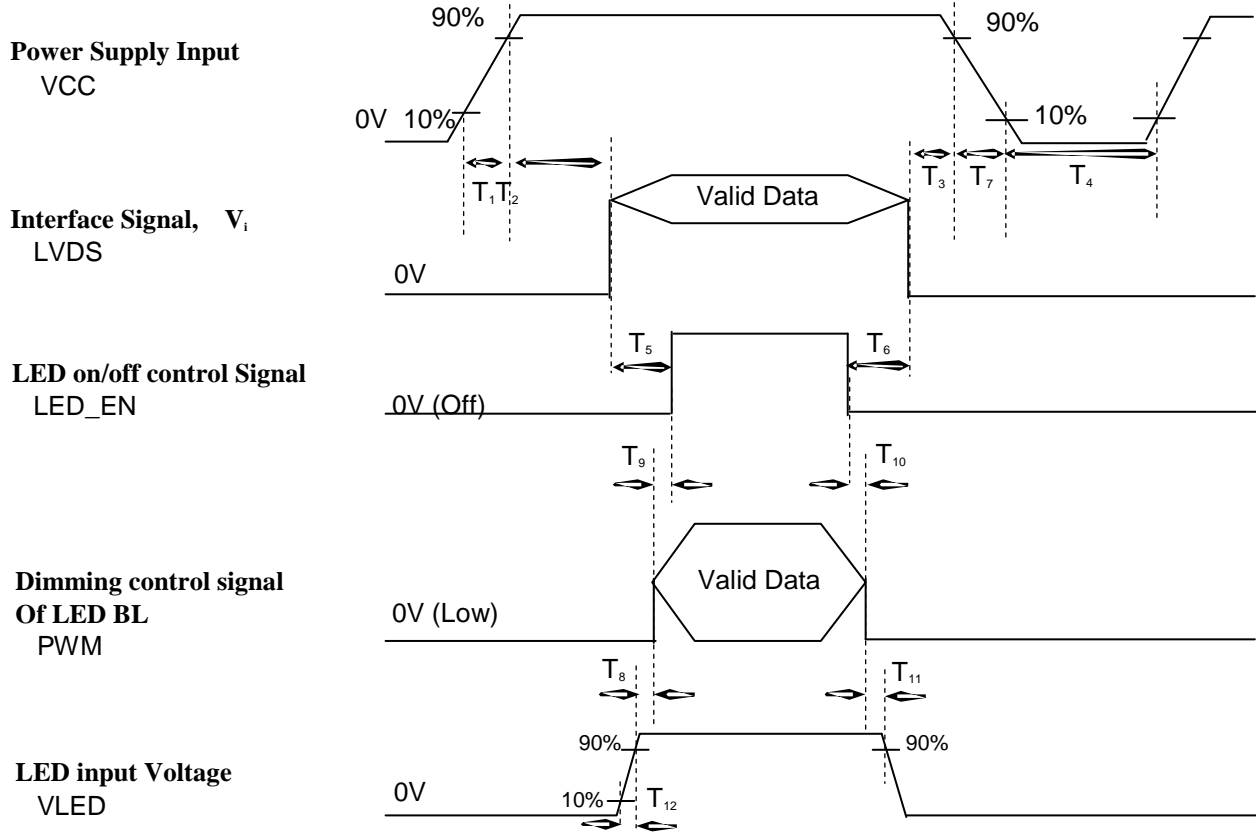 90%
90%
Power Supply Input
VCC
0V 10%
10%
T₁T₂
T₃
T₇
T₄
Valid Data
Interface Signal, Vᵢ
LVDS
0V
T₅
T₆
LED on/off control Signal
LED_EN
0V (Off)
T₉
T₁₀
Valid Data
Dimming control signal
Of LED BL
PWM
0V (Low)
T₈
T₁₁
90%
90%
LED input Voltage
VLED
0V
10%
T₁₂